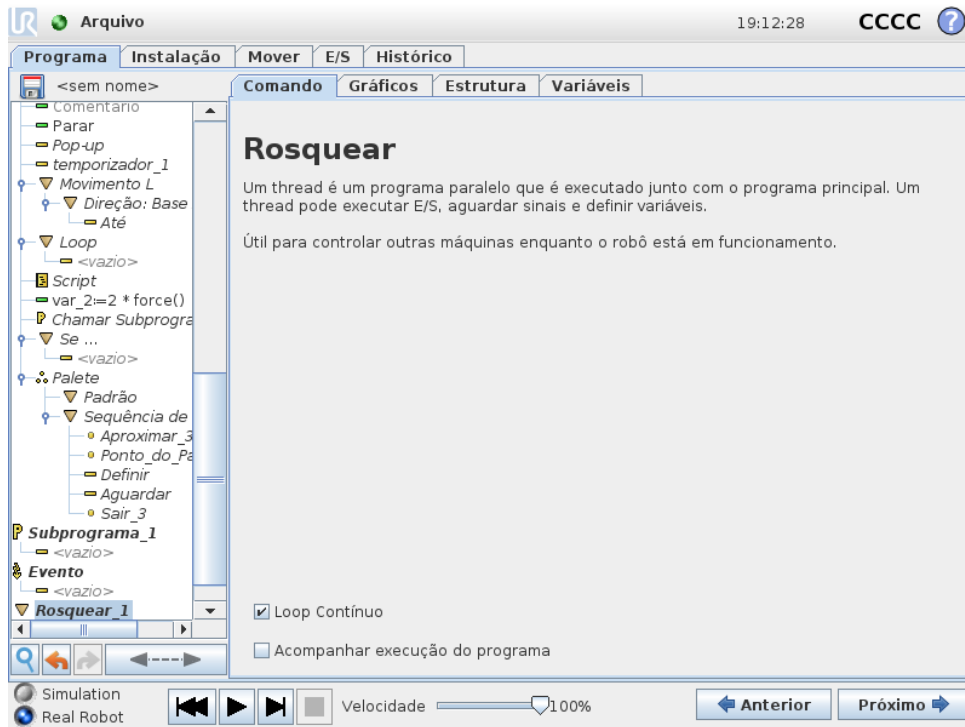 Arquivo
19:12:28
CCCC
?
Programa
Instalação
Mover
E/S
Histórico
<sem nome>
Comando
Gráficos
Estrutura
Variáveis
Comentário
Parar
Pop-up
temporizador_1
Movimento L
Direção: Base
Até
Loop
<vazio>
Script
var_2:=2 * force()
Chamar Subprogra
Se ...
<vazio>
Palete
Padrão
Sequência de
Aproximar_3
Ponto_do_Pa
Definir
Aguardar
Sair_3
P Subprograma_1
<vazio>
Evento
<vazio>
Rosquear_1
Rosquear
Um thread é um programa paralelo que é executado junto com o programa principal. Um
thread pode executar E/S, aguardar sinais e definir variáveis.
Útil para controlar outras máquinas enquanto o robô está em funcionamento.
Loop Contínuo
Acompanhar execução do programa
Simulation
Real Robot
Velocidade
100%
Anterior
Próximo